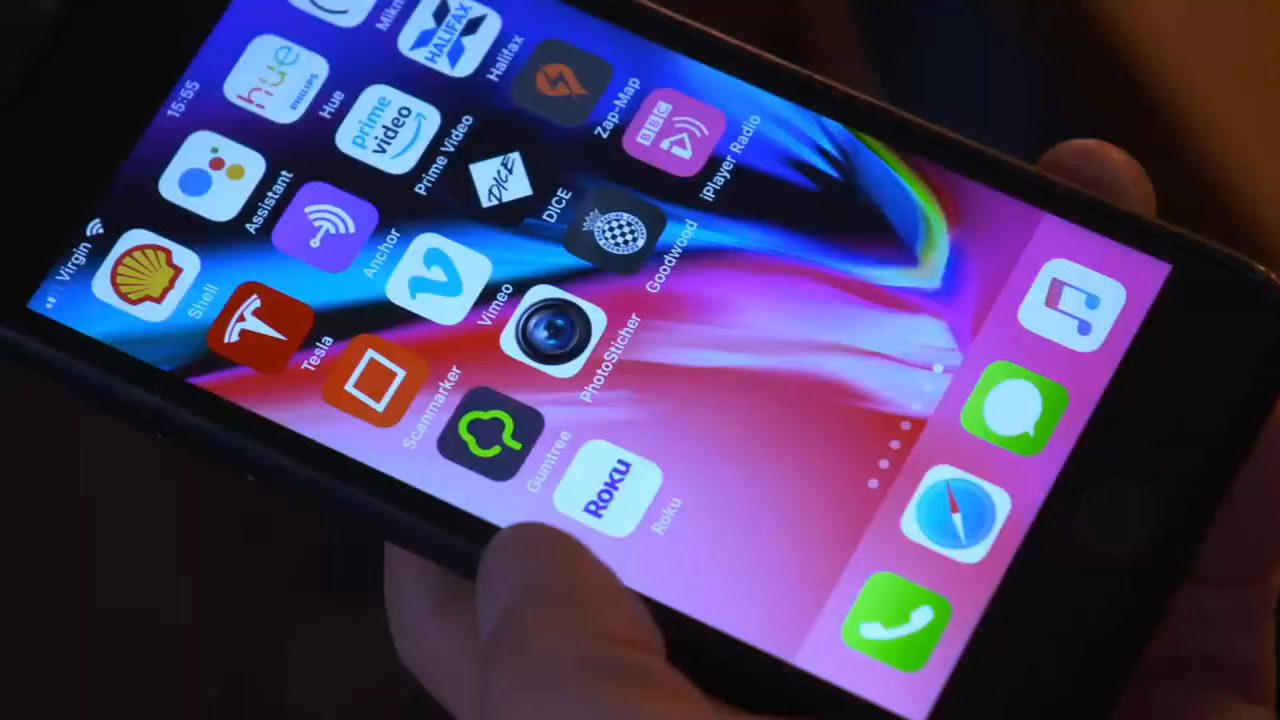 Virgin
15:55
Shell
Assistant
hue
PHILIPS
Hue
Tesla
Anchor
prime
video
Prime Video
HALIFAX
Halifax
Scanmarker
Vimeo
DICE
DICE
Zap-Map
Gumtree
PhotoSticher
Goodwood
BBC
iPlayer Radio
ROKU
Roku